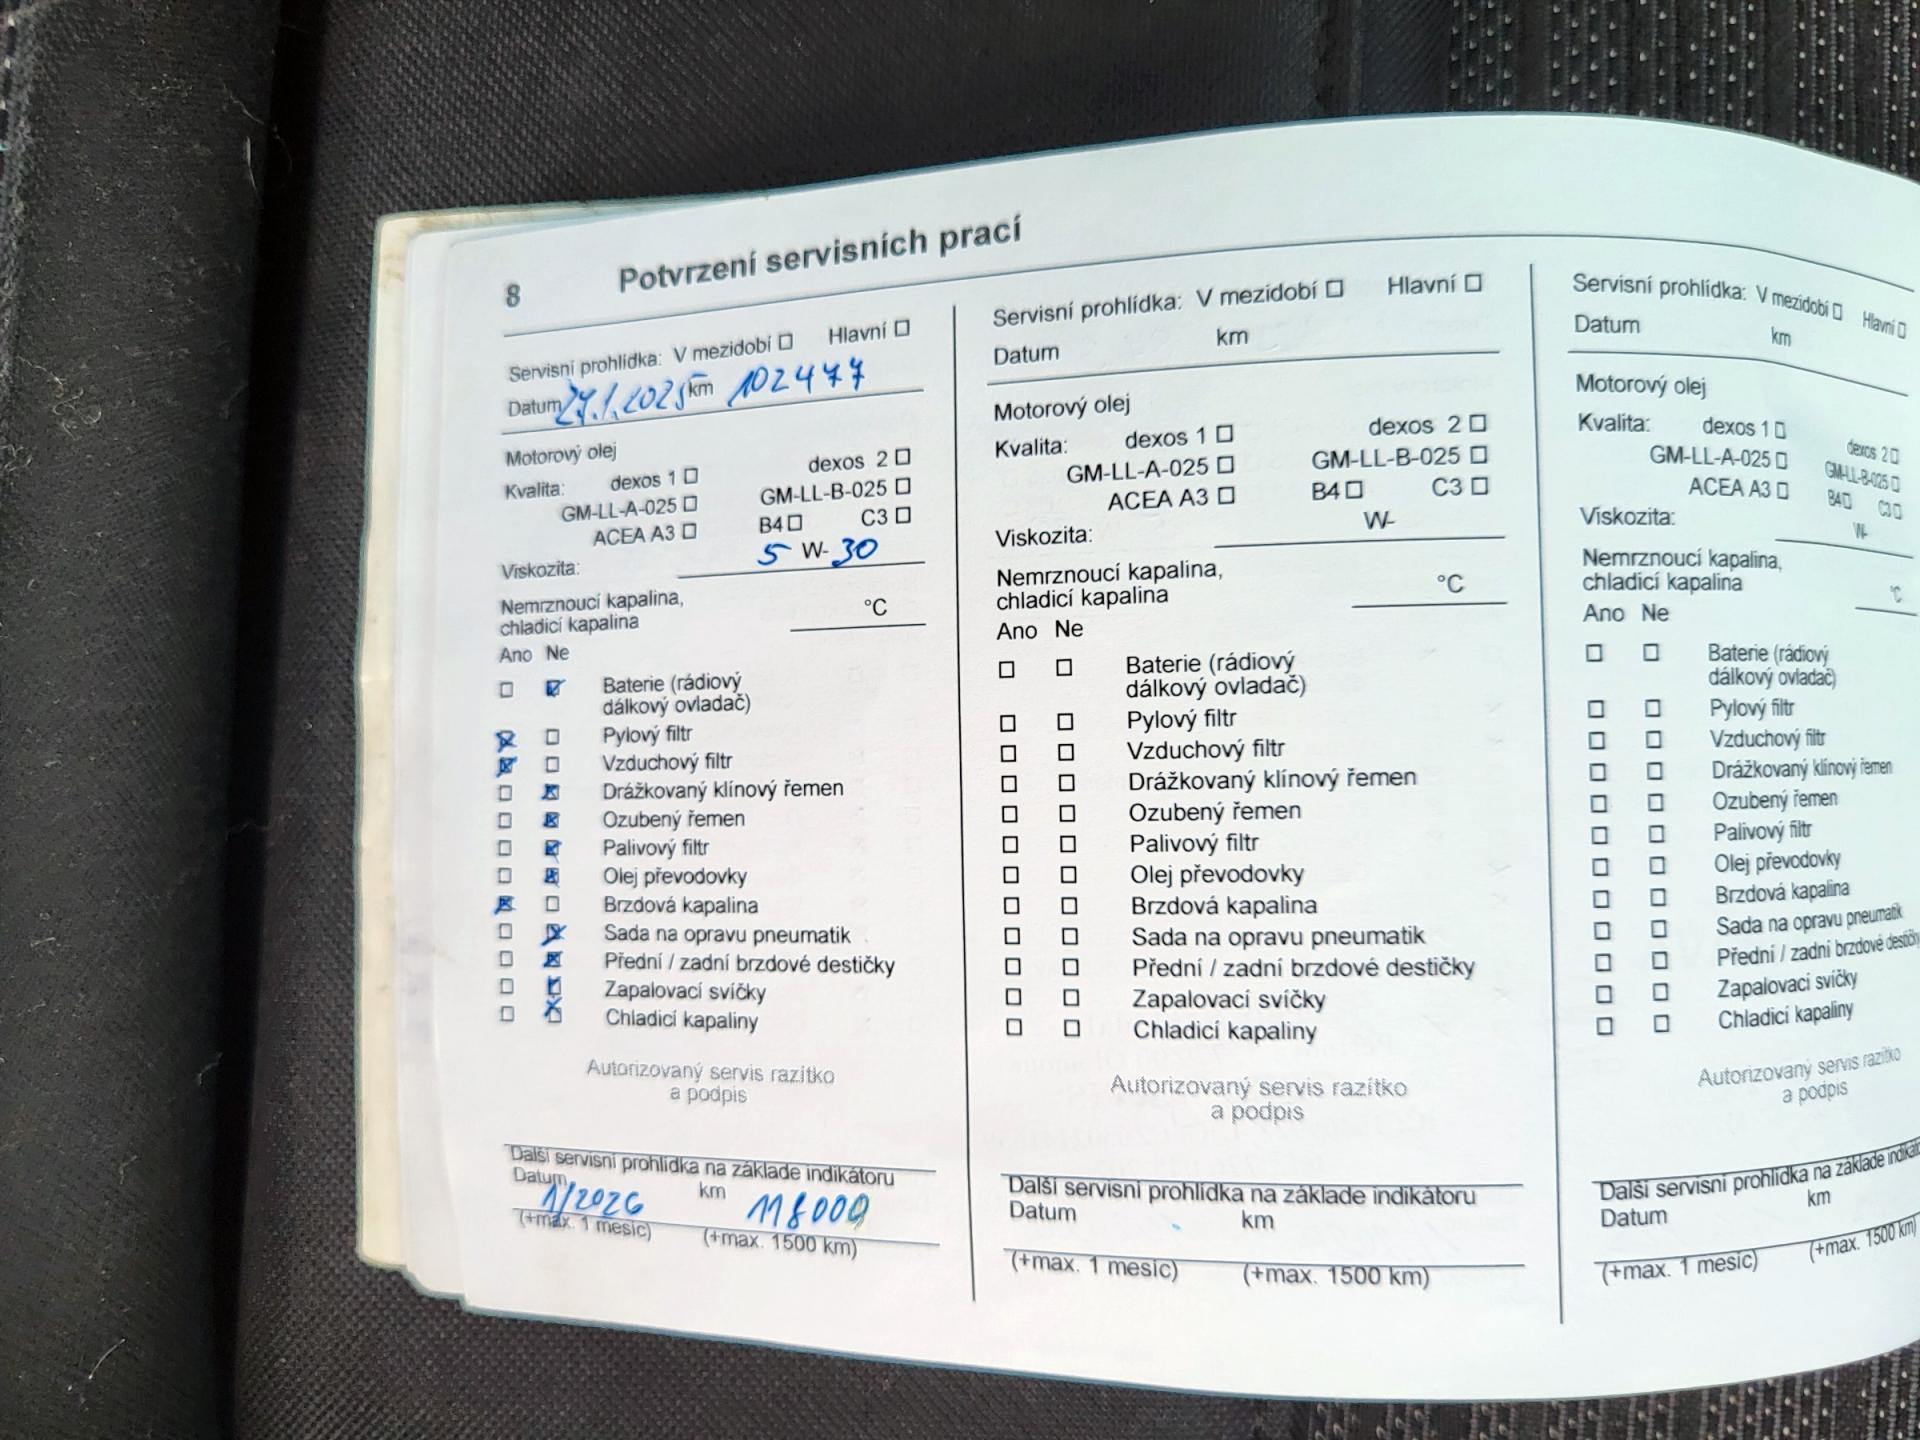 8 Potvrzení servisních prací
Servisní prohlídka: V mezidobí Hlavní
Datum 27.1.2025 km 102477
Motorový olej
Kvalita: dexos 1 dexos 2
GM-LL-A-025 GM-LL-B-025
ACEA A3 B4 C3
Viskozita: 5 W- 30
Nemrznoucí kapalina,
chladicí kapalina °C
Ano Ne
Baterie (rádiový
dálkový ovladač)
Pylový filtr
Vzduchový filtr
Drážkovaný klínový řemen
Ozubený řemen
Palivový filtr
Olej převodovky
Brzdová kapalina
Sada na opravu pneumatik
Přední / zadní brzdové destičky
Zapalovací svíčky
Chladicí kapaliny
Autorizovaný servis razítko
a podpis
Další servisní prohlídka na základe indikátoru
Datum 1/2026 km 118000
(+max. 1 mesíc) (+max. 1500 km)
Servisní prohlídka: V mezidobí Hlavní
Datum km
Motorový olej
Kvalita: dexos 1 dexos 2
GM-LL-A-025 GM-LL-B-025
ACEA A3 B4 C3
Viskozita: W-
Nemrznoucí kapalina,
chladicí kapalina °C
Ano Ne
Baterie (rádiový
dálkový ovladač)
Pylový filtr
Vzduchový filtr
Drážkovaný klínový řemen
Ozubený řemen
Palivový filtr
Olej převodovky
Brzdová kapalina
Sada na opravu pneumatik
Přední / zadní brzdové destičky
Zapalovací svíčky
Chladicí kapaliny
Autorizovaný servis razítko
a podpis
Další servisní prohlídka na základe indikátoru
Datum km
(+max. 1 mesíc) (+max. 1500 km)
Servisní prohlídka: V mezidobí Hlavní
Datum km
Motorový olej
Kvalita: dexos 1 dexos 2
GM-LL-A-025 GM-LL-B-025
ACEA A3 B4 C3
Viskozita: W-
Nemrznoucí kapalina,
chladicí kapalina °C
Ano Ne
Baterie (rádiový
dálkový ovladač)
Pylový filtr
Vzduchový filtr
Drážkovaný klínový řemen
Ozubený řemen
Palivový filtr
Olej převodovky
Brzdová kapalina
Sada na opravu pneumatik
Přední / zadní brzdové
Zapalovací svíčky
Chladicí kapaliny
Autorizovaný servis razítko
a podpis
Další servisní prohlídka na základe
Datum km
(+max. 1 mesíc) (+max. 1500 km)